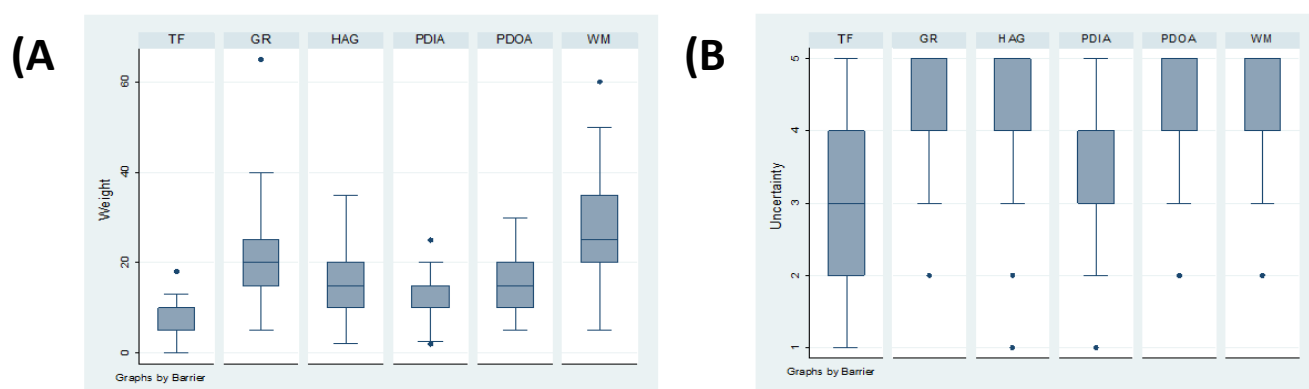 (A
TF GR HAG PDIA PDOA WM
Weight
60
40
20
0
Graphs by Barrier
(B
TF GR HAG PDIA PDOA WM
Uncertainty
5
4
3
2
1
Graphs by Barrier